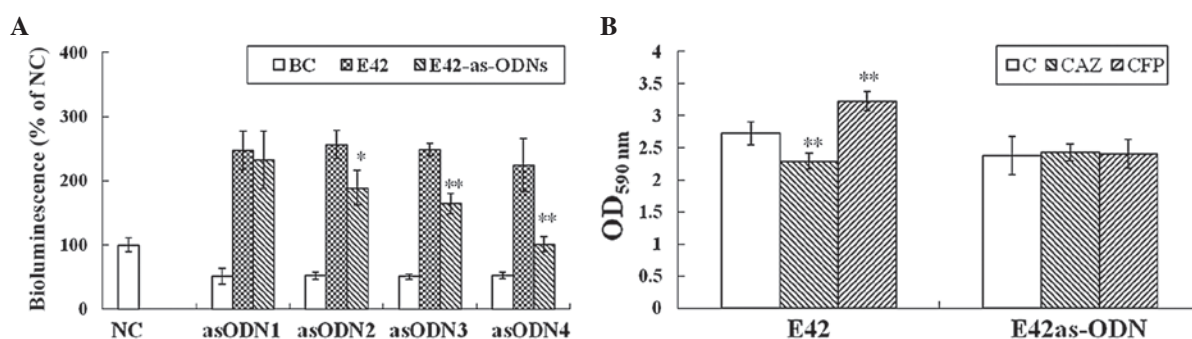 A
Bioluminescence (% of NC)
400
300
200
100
0
BC E42 E42-as-ODNs
*
**
**
NC asODN1 asODN2 asODN3 asODN4
B
OD590 nm
4
3.5
3
2.5
2
1.5
1
0.5
0
C CAZ CFP
**
**
E42 E42as-ODN